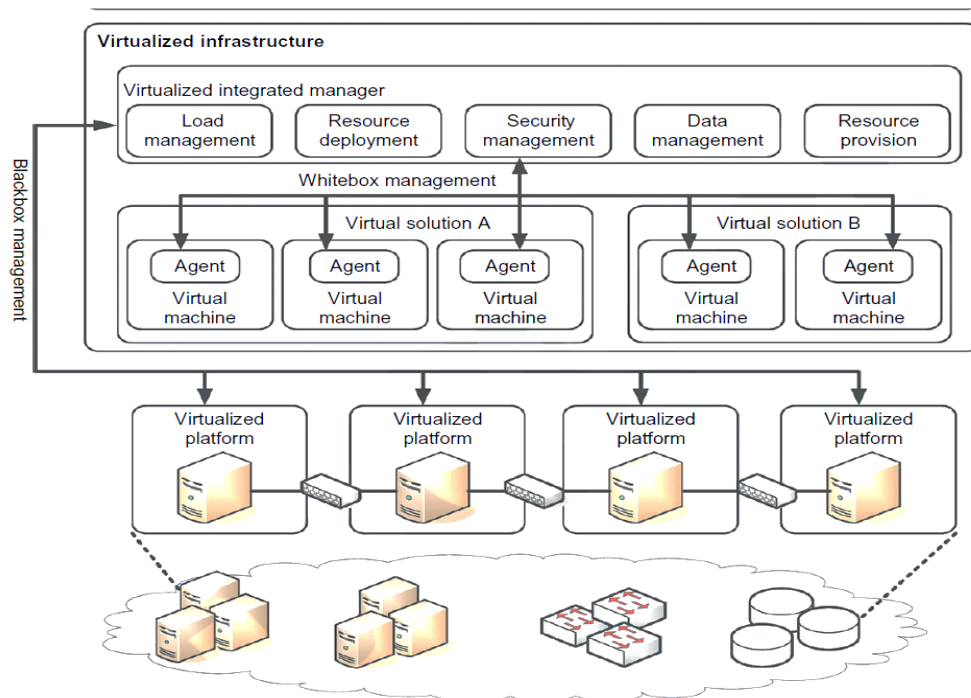 Virtualized infrastructure
Virtualized integrated manager
Load
management
Resource
deployment
Security
management
Data
management
Resource
provision
Blackbox management
Whitebox management
Virtual solution A
Agent
Virtual
machine
Agent
Virtual
machine
Agent
Virtual
machine
Virtual solution B
Agent
Virtual
machine
Agent
Virtual
machine
Virtualized
platform
Virtualized
platform
Virtualized
platform
Virtualized
platform